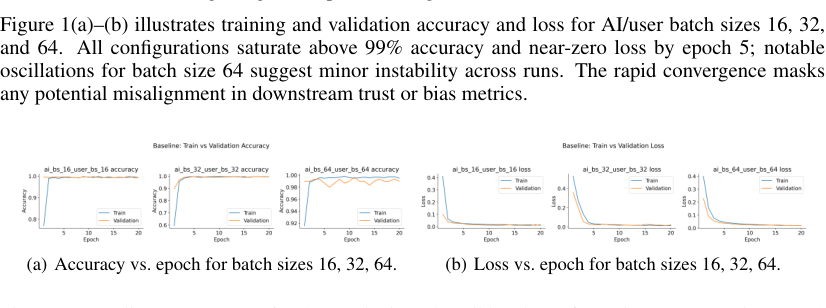 Figure 1(a)–(b) illustrates training and validation accuracy and loss for AI/user batch sizes 16, 32,
and 64. All configurations saturate above 99% accuracy and near-zero loss by epoch 5; notable
oscillations for batch size 64 suggest minor instability across runs. The rapid convergence masks
any potential misalignment in downstream trust or bias metrics.
Baseline: Train vs Validation Accuracy
ai_bs_16_user_bs_16 accuracy
1.0
0.8
Accuracy
Train
Validation
5 10 15 20
Epoch
ai_bs_32_user_bs_32 accuracy
1.0
0.9
0.8
0.7
0.6
Accuracy
Train
Validation
5 10 15 20
Epoch
ai_bs_64_user_bs_64 accuracy
1.00
0.98
0.96
0.94
0.92
Accuracy
Train
Validation
5 10 15 20
Epoch
(a) Accuracy vs. epoch for batch sizes 16, 32, 64.
Baseline: Train vs Validation Loss
ai_bs_16_user_bs_16 loss
0.4
0.3
0.2
0.1
0.0
Loss
Train
Validation
5 10 15 20
Epoch
ai_bs_32_user_bs_32 loss
0.4
0.2
0.0
Loss
Train
Validation
5 10 15 20
Epoch
ai_bs_64_user_bs_64 loss
0.4
0.2
0.0
Loss
Train
Validation
5 10 15 20
Epoch
(b) Loss vs. epoch for batch sizes 16, 32, 64.